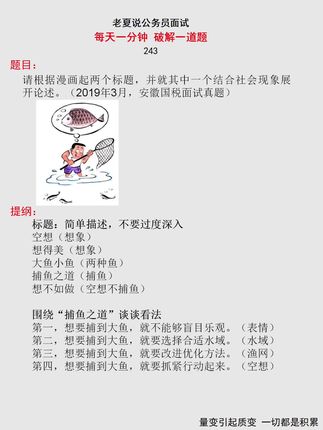 老夏说公务员面试
每天一分钟 破解一道题
243
题目：
请根据漫画起两个标题，并就其中一个结合社会现象展
开论述。（2019年3月，安徽国税面试真题）
提纲：
标题：简单描述，不要过度深入
空想（想象）
想得美（想象）
大鱼小鱼（两种鱼）
捕鱼之道（捕鱼）
想不如做（空想不捕鱼）
围绕“捕鱼之道”谈谈看法
第一，想要捕到大鱼，就不能够盲目乐观。（表情）
第二，想要捕到大鱼，就要选择合适水域。（水域）
第三，想要捕到大鱼，就要改进优化方法。（渔网）
第四，想要捕到大鱼，就要抓紧行动起来。（空想）
量变引起质变 一切都是积累